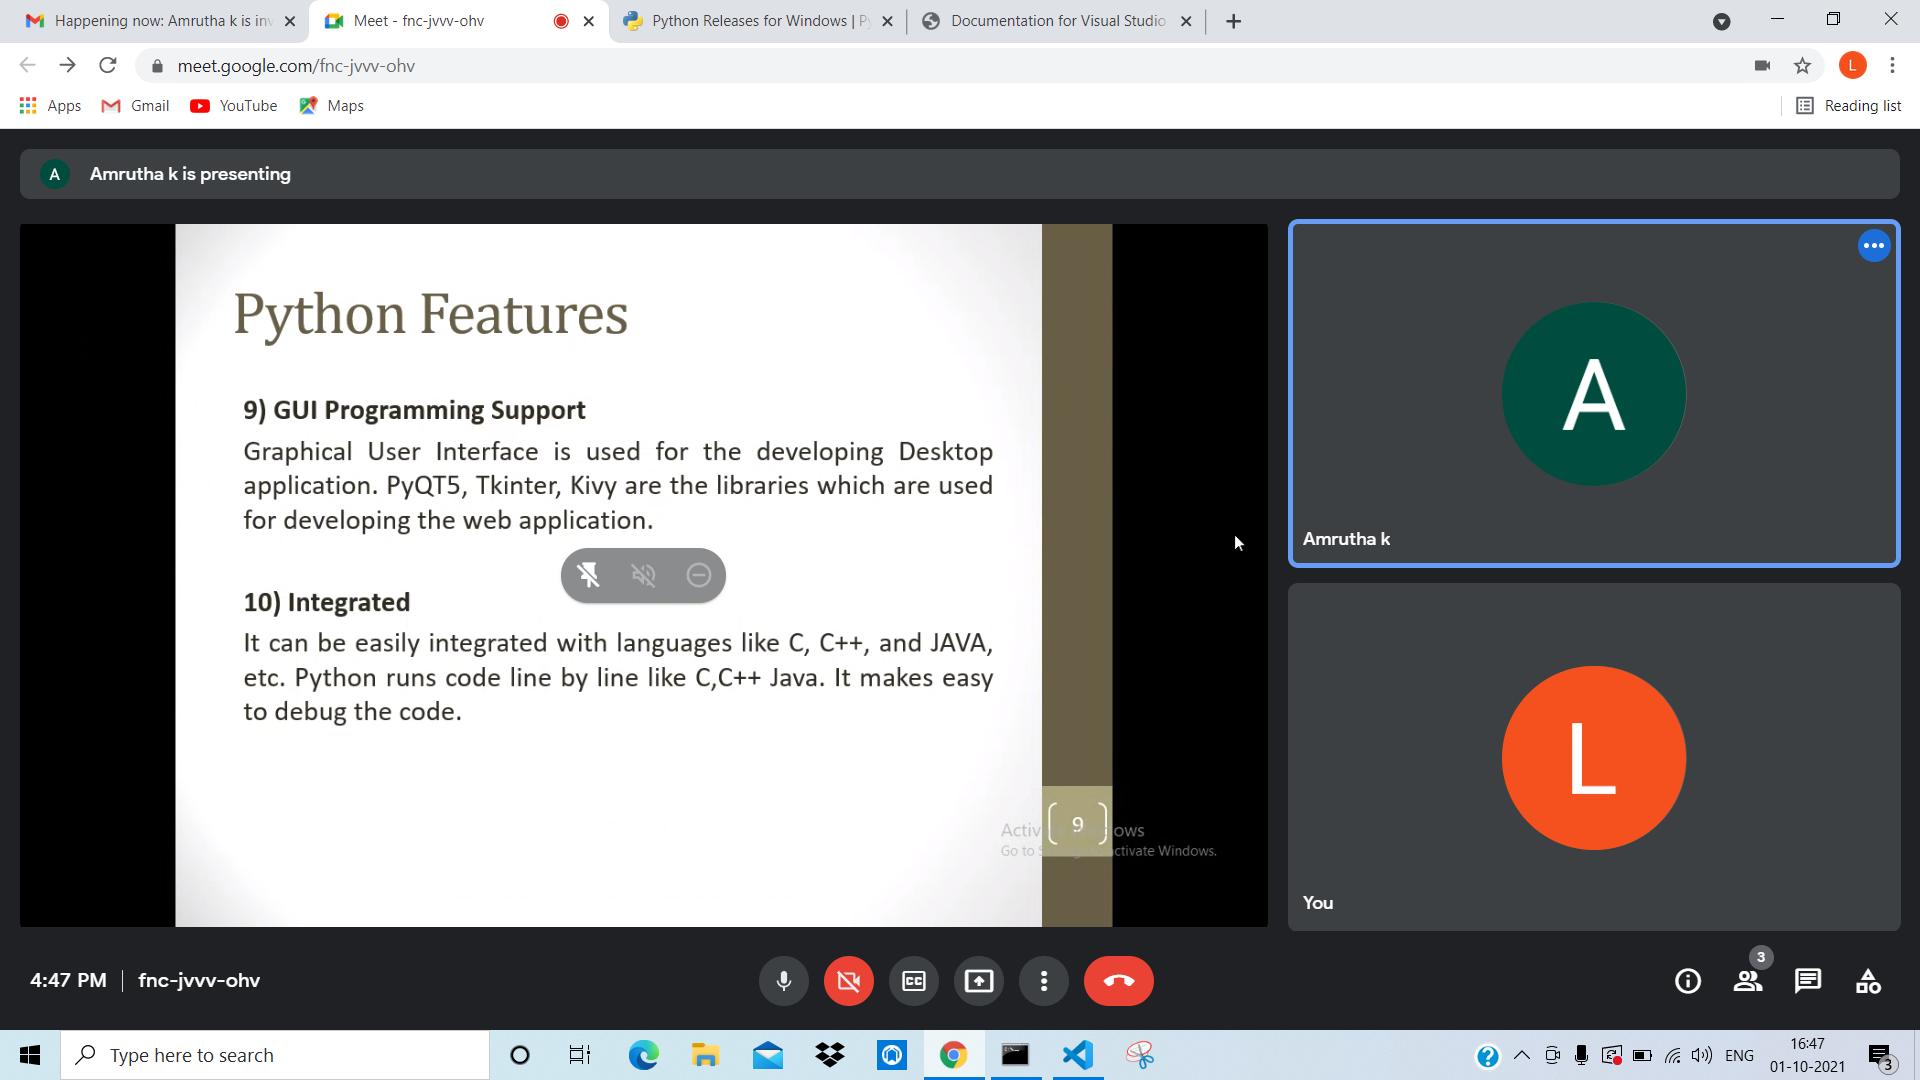 Happening now: Amrutha k is inv
Meet - fnc-jvvv-ohv
Python Releases for Windows | Py
Documentation for Visual Studio
meet.google.com/fnc-jvvv-ohv
L
Apps
Gmail
YouTube
Maps
Reading list
A
Amrutha k is presenting
Python Features
9) GUI Programming Support
Graphical User Interface is used for the developing Desktop
application. PyQT5, Tkinter, Kivy are the libraries which are used
for developing the web application.
10) Integrated
It can be easily integrated with languages like C, C++, and JAVA,
etc. Python runs code line by line like C,C++ Java. It makes easy
to debug the code.
9
Activ ows
Go to S ctivate Windows.
A
Amrutha k
L
You
4:47 PM
fnc-jvvv-ohv
CC
3
Type here to search
ENG
16:47
01-10-2021
3